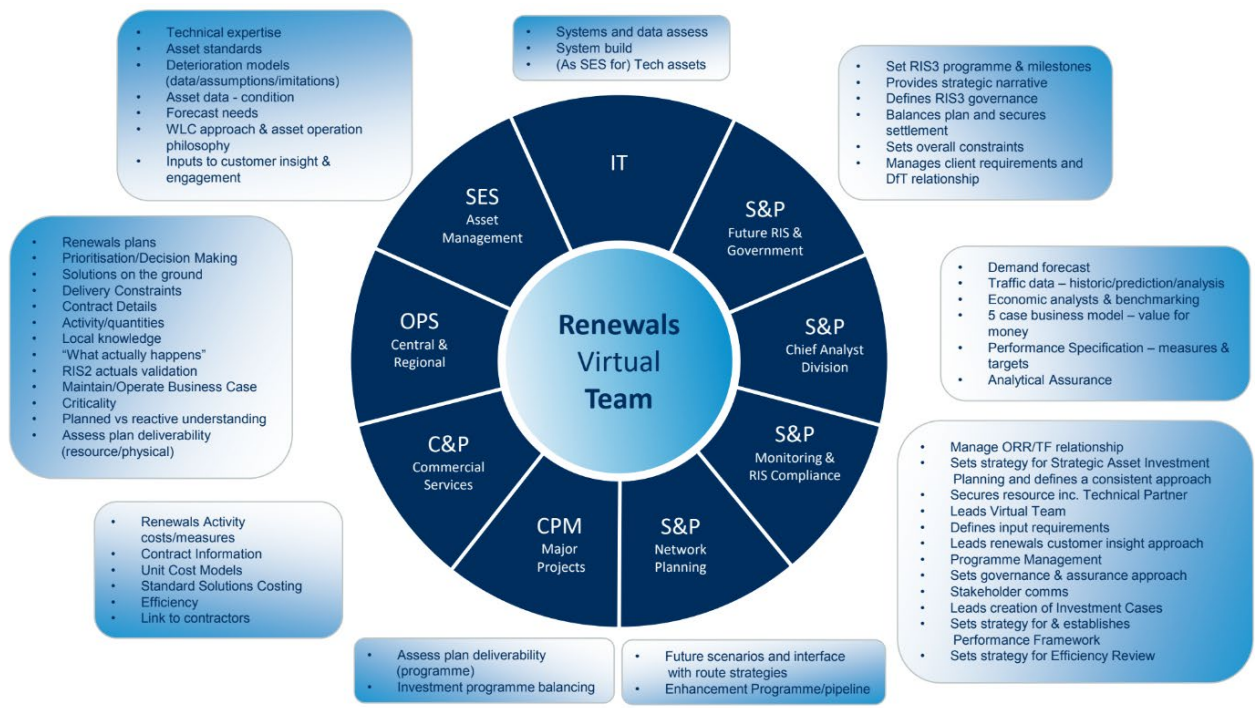 • Technical expertise
• Asset standards
• Deterioration models
(data/assumptions/imitations)
• Asset data - condition
• Forecast needs
• WLC approach & asset operation
philosophy
• Inputs to customer insight &
engagement
• Systems and data assess
• System build
• (As SES for) Tech assets
• Set RIS3 programme & milestones
• Provides strategic narrative
• Defines RIS3 governance
• Balances plan and secures
settlement
• Sets overall constraints
• Manages client requirements and
DfT relationship
• Renewals plans
• Prioritisation/Decision Making
• Solutions on the ground
• Delivery Constraints
• Contract Details
• Activity/quantities
• Local knowledge
• “What actually happens”
• RIS2 actuals validation
• Maintain/Operate Business Case
• Criticality
• Planned vs reactive understanding
• Assess plan deliverability
(resource/physical)
IT
SES
Asset
Management
S&P
Future RIS &
Government
OPS
Central &
Regional
Renewals
Virtual
Team
S&P
Chief Analyst
Division
C&P
Commercial
Services
S&P
Monitoring &
RIS Compliance
CPM
Major
Projects
S&P
Network
Planning
• Demand forecast
• Traffic data – historic/prediction/analysis
• Economic analysts & benchmarking
• 5 case business model – value for
money
• Performance Specification – measures &
targets
• Analytical Assurance
• Manage ORR/TF relationship
• Sets strategy for Strategic Asset Investment
Planning and defines a consistent approach
• Secures resource inc. Technical Partner
• Leads Virtual Team
• Defines input requirements
• Leads renewals customer insight approach
• Programme Management
• Sets governance & assurance approach
• Stakeholder comms
• Leads creation of Investment Cases
• Sets strategy for & establishes
Performance Framework
• Sets strategy for Efficiency Review
• Renewals Activity
costs/measures
• Contract Information
• Unit Cost Models
• Standard Solutions Costing
• Efficiency
• Link to contractors
• Assess plan deliverability
(programme)
• Investment programme balancing
• Future scenarios and interface
with route strategies
• Enhancement Programme/pipeline